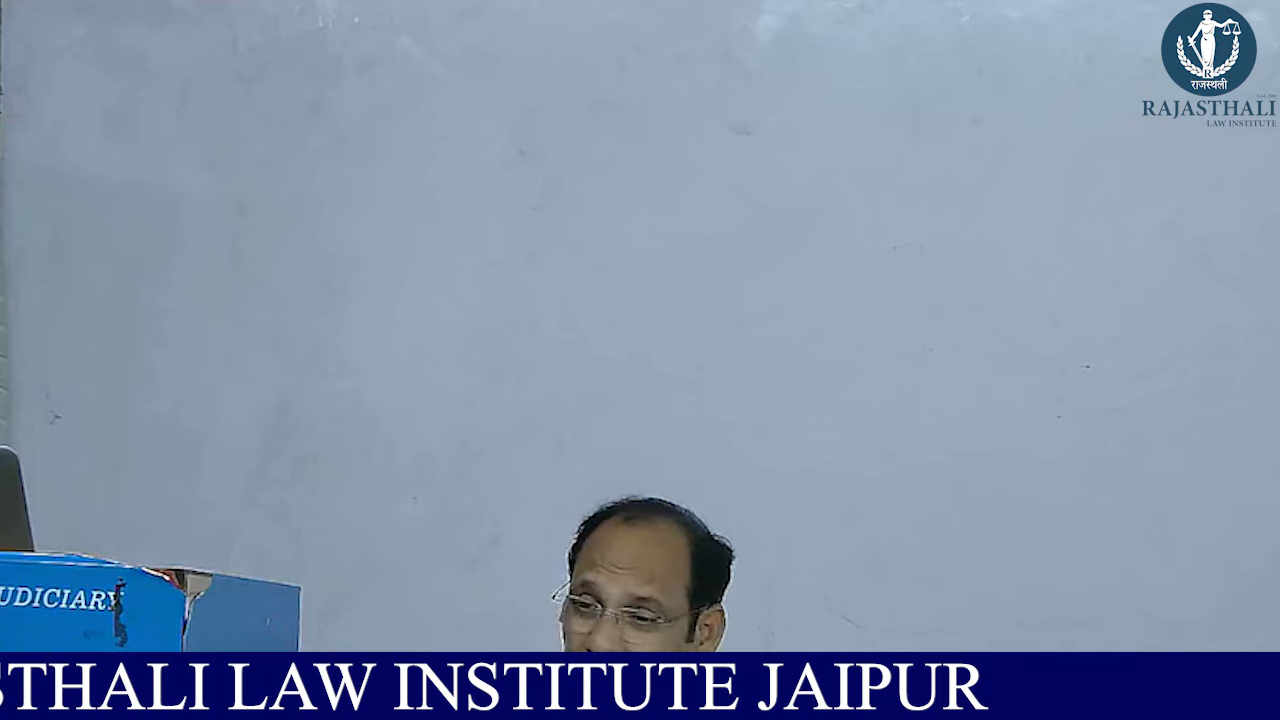 राजस्थली
RAJASTHALI
LAW INSTITUTE
UDICIARY
STHALI LAW INSTITUTE JAIPUR